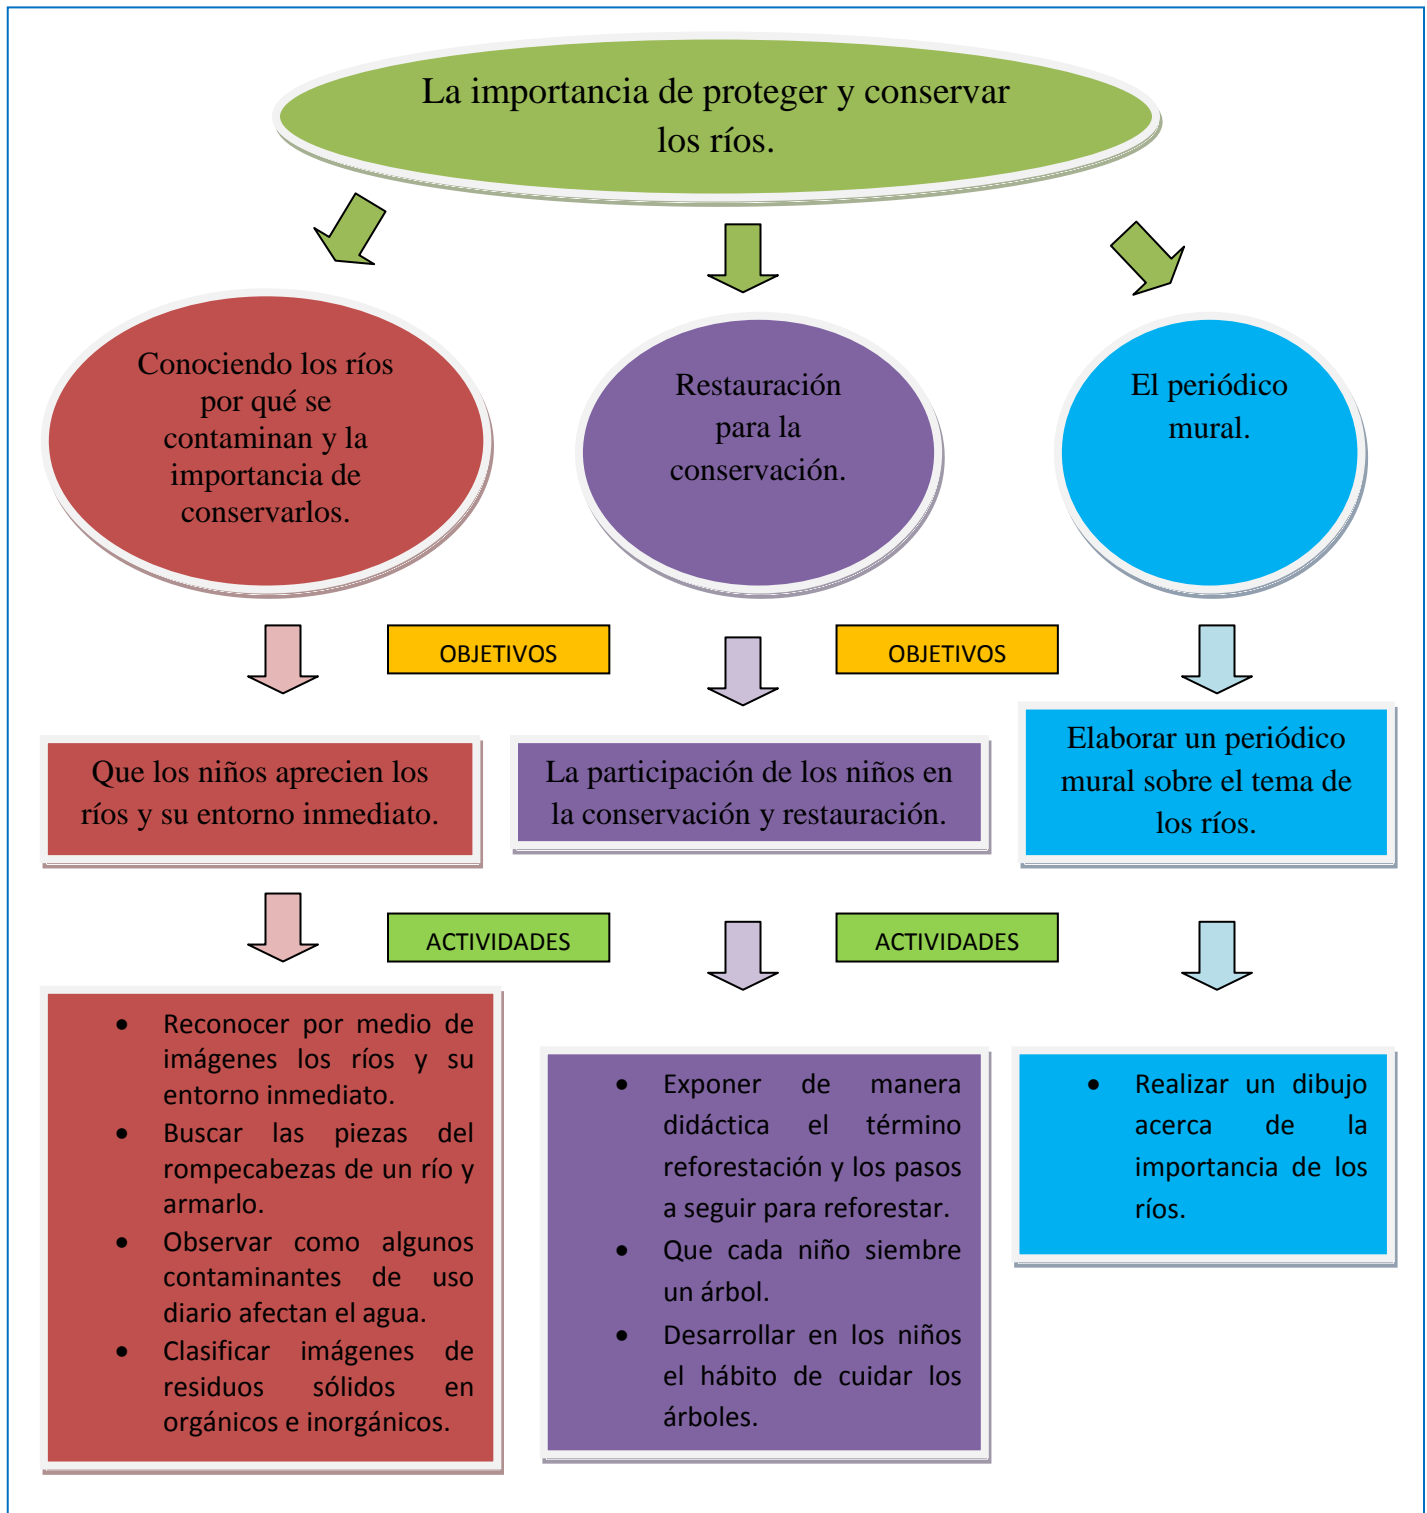 La importancia de proteger y conservar
los ríos.
Conociendo los ríos
por qué se
contaminan y la
importancia de
conservarlos.
Restauración
para la
conservación.
El periódico
mural.
OBJETIVOS
OBJETIVOS
Que los niños aprecien los
ríos y su entorno inmediato.
La participación de los niños en
la conservación y restauración.
Elaborar un periódico
mural sobre el tema de
los ríos.
ACTIVIDADES
ACTIVIDADES
• Reconocer por medio de
imágenes los ríos y su
entorno inmediato.
• Buscar las piezas del
rompecabezas de un río y
armarlo.
• Observar como algunos
contaminantes de uso
diario afectan el agua.
• Clasificar imágenes de
residuos sólidos en
orgánicos e inorgánicos.
• Exponer de manera
didáctica el término
reforestación y los pasos
a seguir para reforestar.
• Que cada niño siembre
un árbol.
• Desarrollar en los niños
el hábito de cuidar los
árboles.
• Realizar un dibujo
acerca de la
importancia de los
ríos.